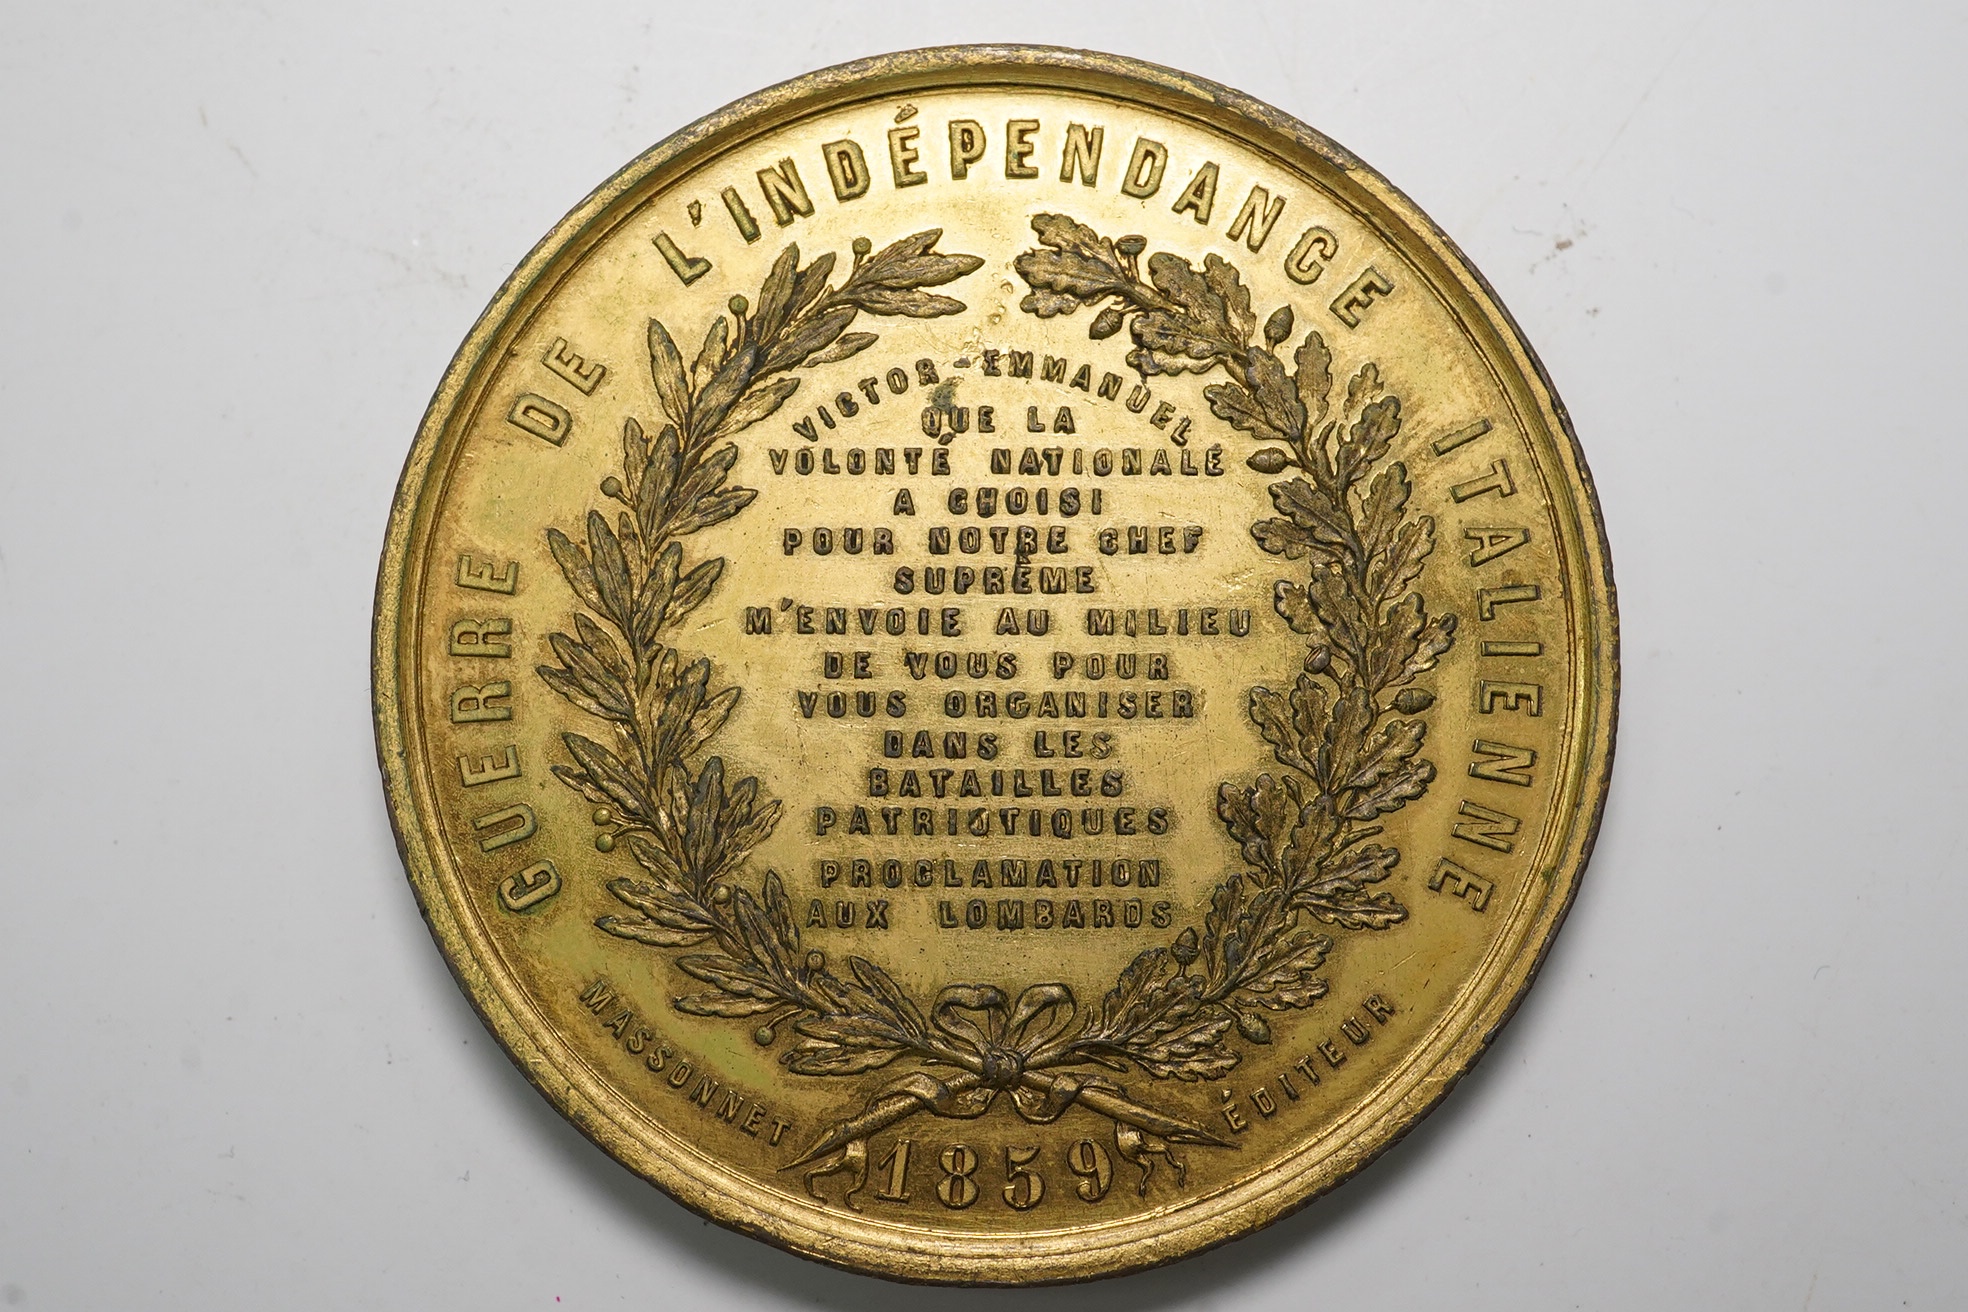 GUERRE DE L'INDÉPENDANCE ITALIENNE
VICTOR-EMMANUEL
QUE LA
VOLONTÉ NATIONALE
A CHOISI
POUR NOTRE CHEF
SUPRÊME
M'ENVOIE AU MILIEU
DE VOUS POUR
VOUS ORGANISER
DANS LES
BATAILLES
PATRIOTIQUES
PROCLAMATION
AUX LOMBARDS
MASSONNET ÉDITEUR
1859